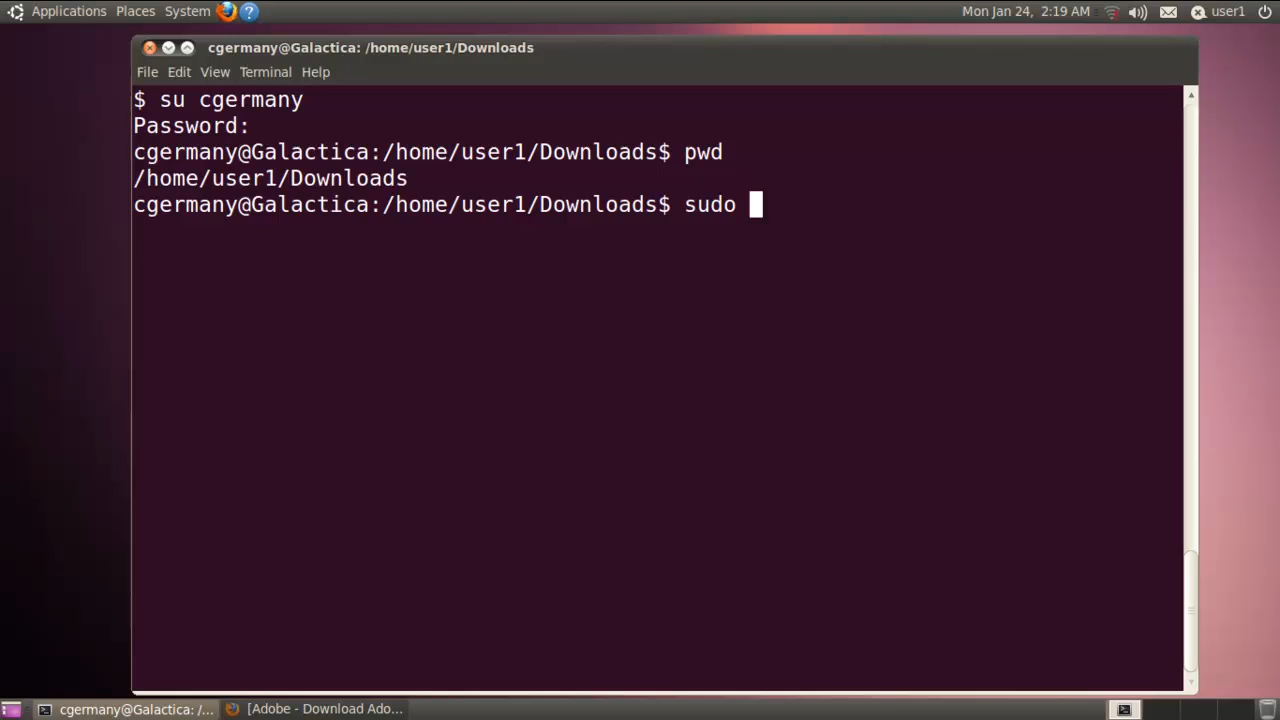 Applications Places System Mon Jan 24, 2:19 AM user1
cgermany@Galactica: /home/user1/Downloads
File Edit View Terminal Help
$ su cgermany
Password:
cgermany@Galactica:/home/user1/Downloads$ pwd
/home/user1/Downloads
cgermany@Galactica:/home/user1/Downloads$ sudo
cgermany@Galactica: /... [Adobe - Download Ado...